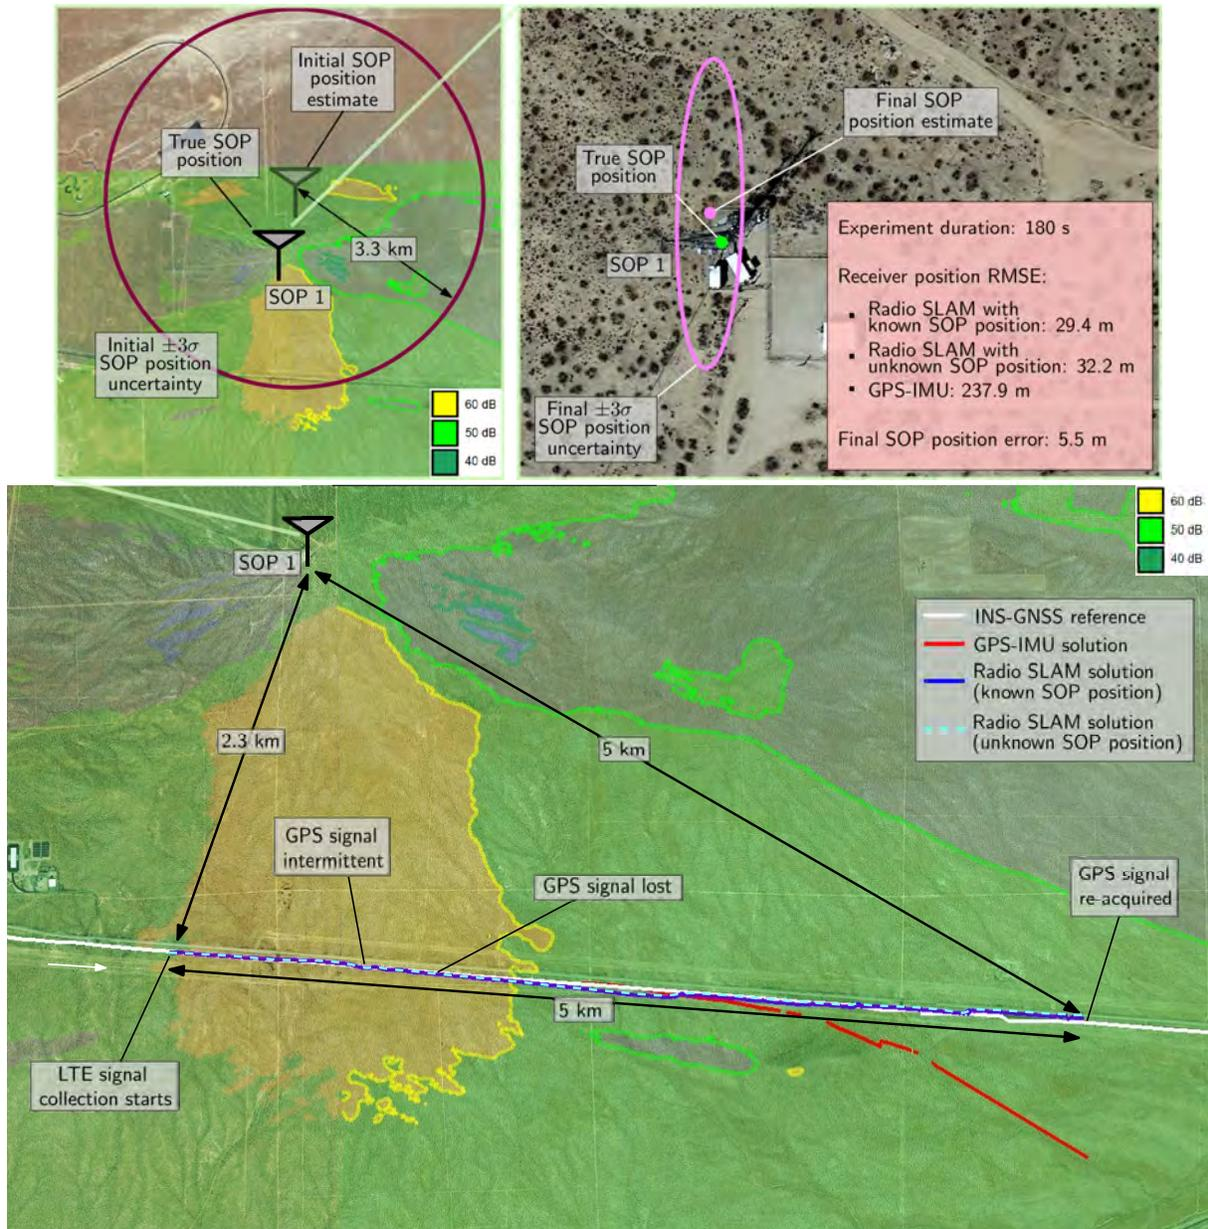 Initial SOP
position
estimate
True SOP
position
3.3 km
SOP 1
Initial ±3σ
SOP position
uncertainty
60 dB
50 dB
40 dB
Final SOP
position estimate
True SOP
position
SOP 1
Final ±3σ
SOP position
uncertainty
Experiment duration: 180 s
Receiver position RMSE:
▪ Radio SLAM with
known SOP position: 29.4 m
▪ Radio SLAM with
unknown SOP position: 32.2 m
▪ GPS-IMU: 237.9 m
Final SOP position error: 5.5 m
60 dB
50 dB
40 dB
SOP 1
INS-GNSS reference
GPS-IMU solution
Radio SLAM solution
(known SOP position)
Radio SLAM solution
(unknown SOP position)
2.3 km
5 km
GPS signal
intermittent
GPS signal lost
GPS signal
re-acquired
5 km
LTE signal
collection starts